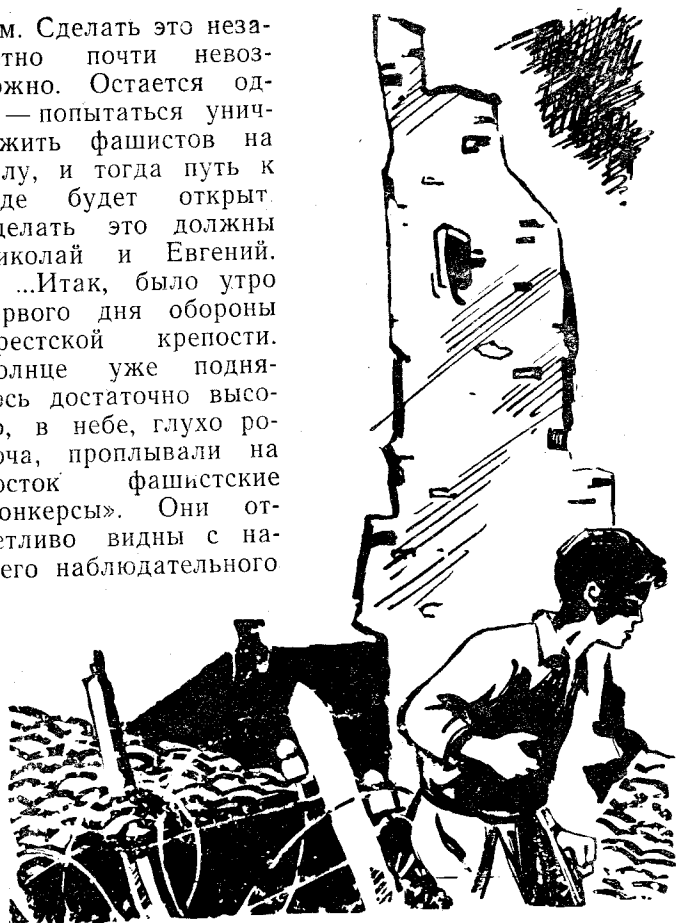 м. Сделать это неза-
тно почти невоз-
жно. Остается од-
— попытаться унич-
жить фашистов на
лу, и тогда путь к
де будет открыт
делать это должны
иколай и Евгений.
...Итак, было утро
рвого дня обороны
рестской крепости.
олнце уже подня-
сь достаточно высо-
о, в небе, глухо ро-
оча, проплывали на
осток фашистские
онкерсы». Они от-
етливо видны с на-
его наблюдательного